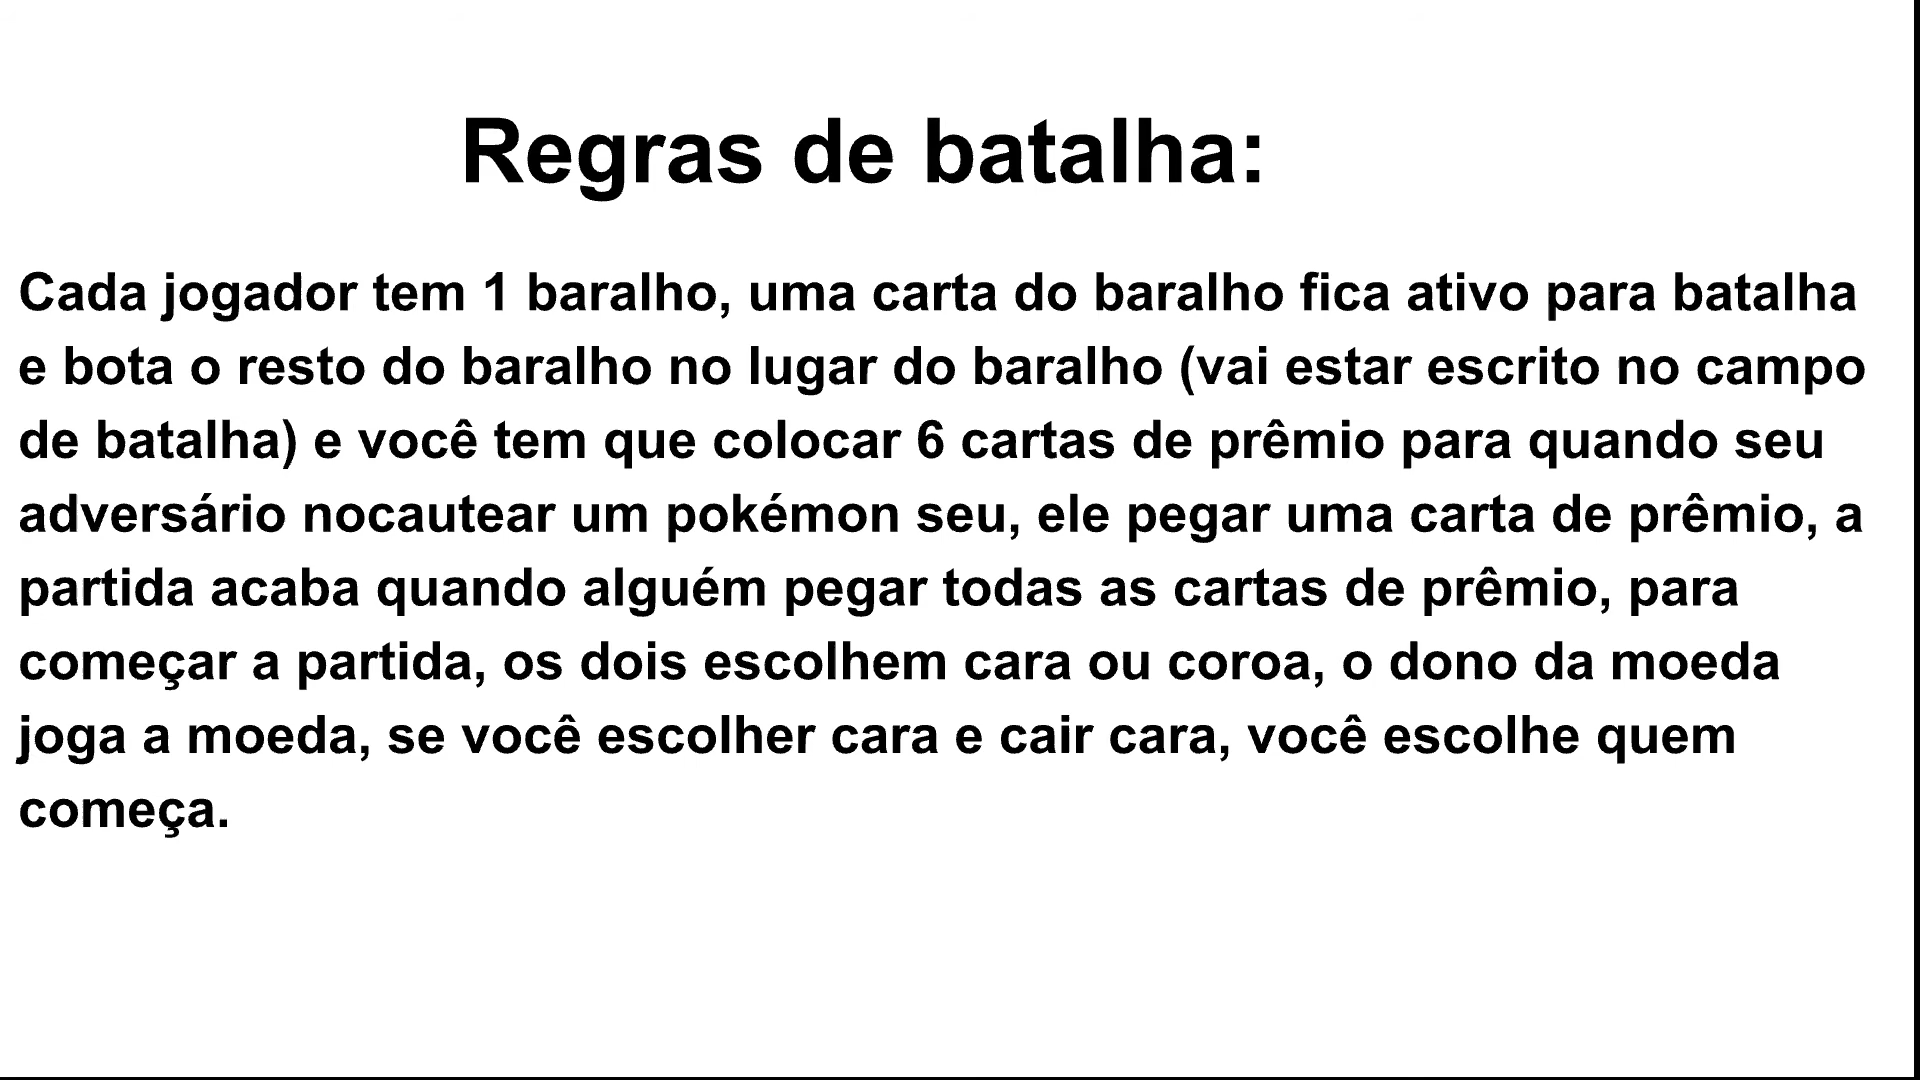 Regras de batalha:
Cada jogador tem 1 baralho, uma carta do baralho fica ativo para batalha
e bota o resto do baralho no lugar do baralho (vai estar escrito no campo
de batalha) e você tem que colocar 6 cartas de prêmio para quando seu
adversário nocautear um pokémon seu, ele pegar uma carta de prêmio, a
partida acaba quando alguém pegar todas as cartas de prêmio, para
começar a partida, os dois escolhem cara ou coroa, o dono da moeda
joga a moeda, se você escolher cara e cair cara, você escolhe quem
começa.